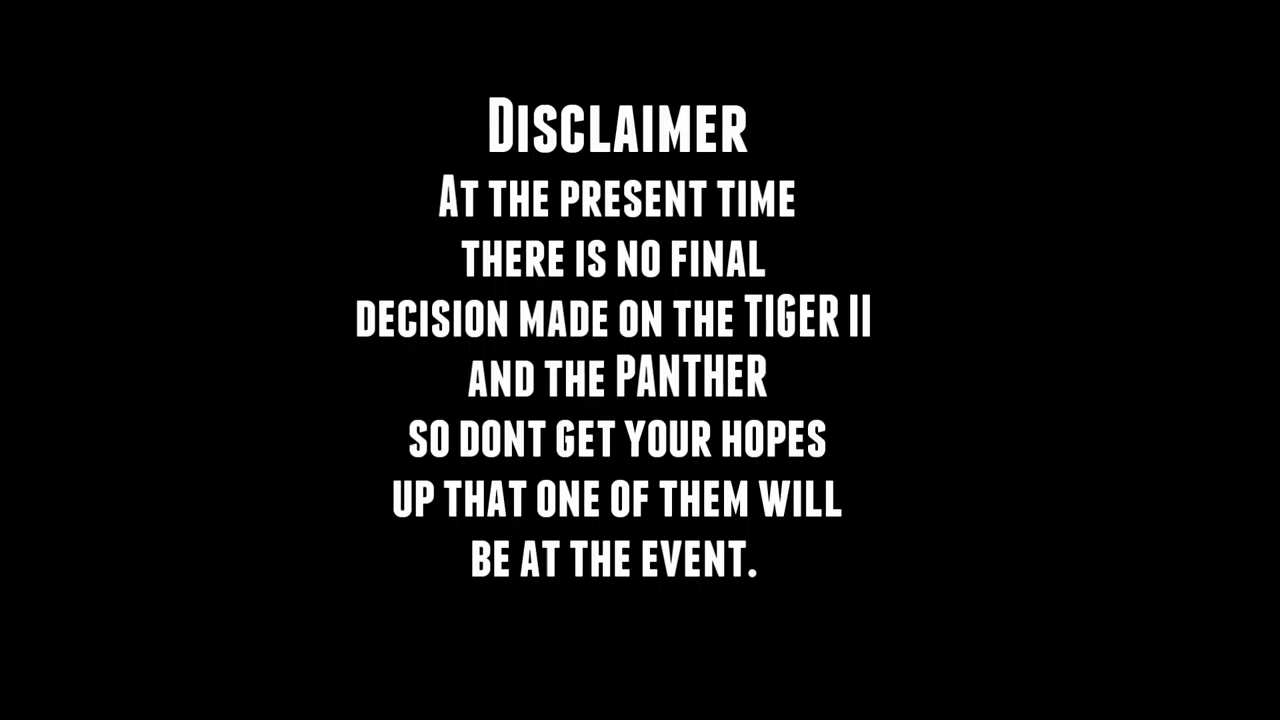 Disclaimer
At the present time
there is no final
decision made on the TIGER II
and the PANTHER
so dont get your hopes
up that one of them will
be at the event.